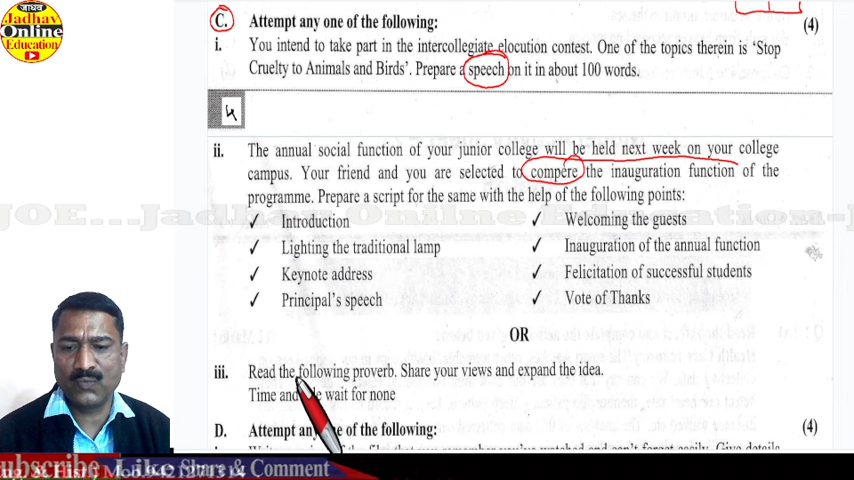 जाधव
Jadhav
Online
Education
C. Attempt any one of the following: (4)
i. You intend to take part in the intercollegiate elocution contest. One of the topics therein is ‘Stop
Cruelty to Animals and Birds’. Prepare a speech on it in about 100 words.
ii. The annual social function of your junior college will be held next week on your college
campus. Your friend and you are selected to compere the inauguration function of the
programme. Prepare a script for the same with the help of the following points:
JOE...Jadhav Online Education-
✓ Introduction ✓ Welcoming the guests
✓ Lighting the traditional lamp ✓ Inauguration of the annual function
✓ Keynote address ✓ Felicitation of successful students
✓ Principal’s speech ✓ Vote of Thanks
OR
iii. Read the following proverb. Share your views and expand the idea.
Time and wait for none
D. Attempt any one of the following: (4)
Subscribe Like Share & Comment